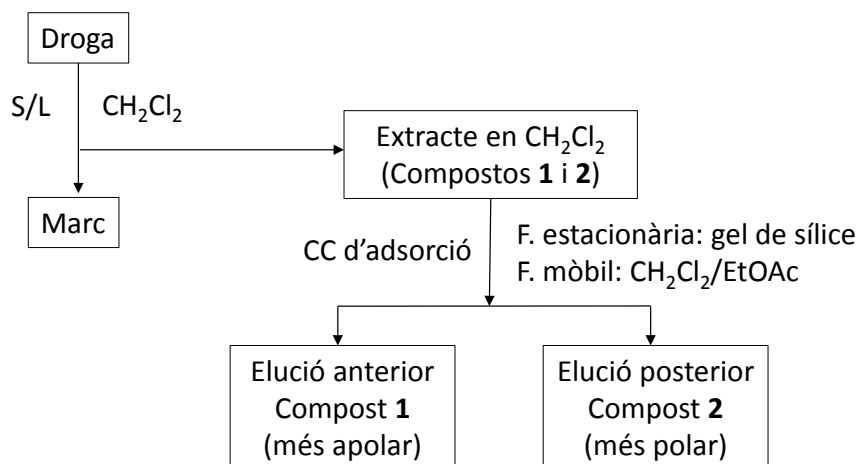 Droga
S/L CH₂Cl₂
Extracte en CH₂Cl₂
(Compostos 1 i 2)
Marc
CC d'adsorció
F. estacionària: gel de sílice
F. mòbil: CH₂Cl₂/EtOAc
Elució anterior
Compost 1
(més apolar)
Elució posterior
Compost 2
(més polar)